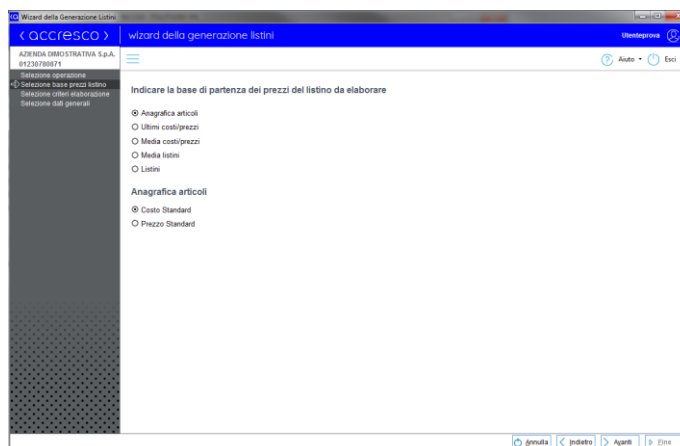 Wizard della Generazione Listini
‹ accresco › wizard della generazione listini Utenteprova
AZIENDA DIMOSTRATIVA S.p.A.
01230780871
Aiuto Esci
Selezione operazione
Selezione base prezzi listino
Selezione criteri elaborazione
Selezione dati generali
Indicare la base di partenza dei prezzi del listino da elaborare
Anagrafica articoli
Ultimi costi/prezzi
Media costi/prezzi
Media listini
Listini
Anagrafica articoli
Costo Standard
Prezzo Standard
Annulla Indietro Avanti Fine